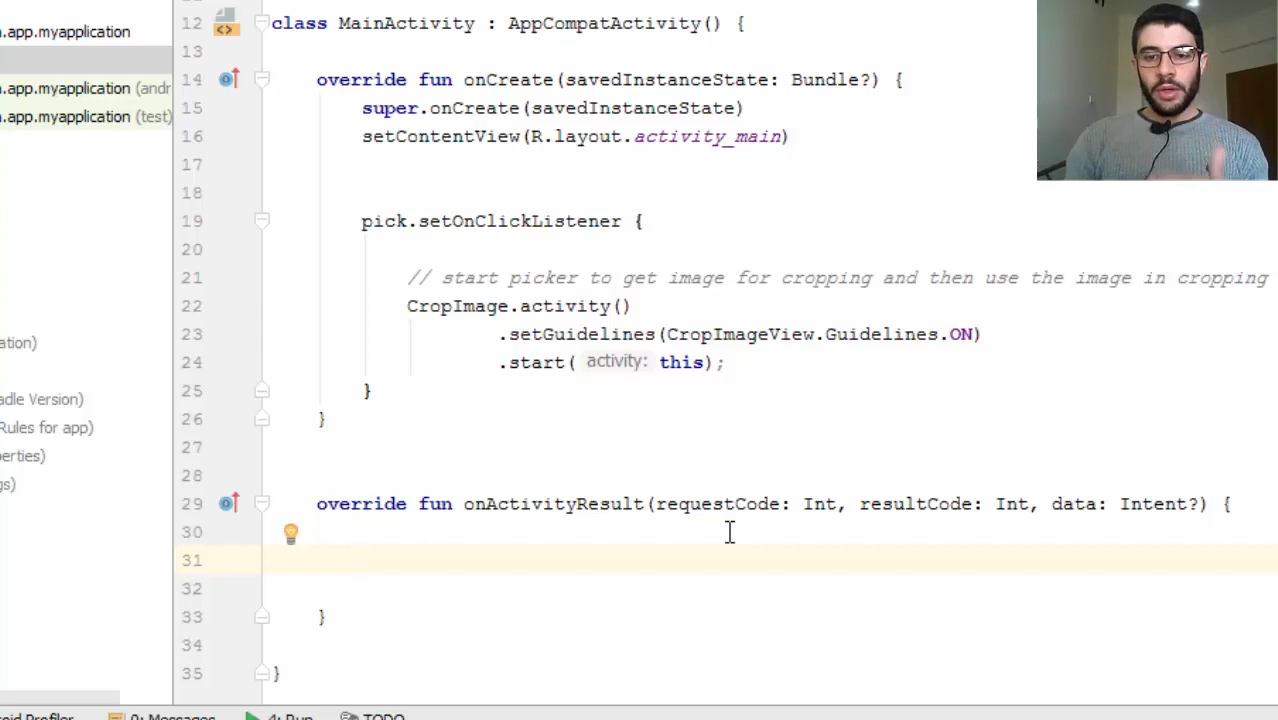 12 class MainActivity : AppCompatActivity() {
.app.myapplication
13
14 override fun onCreate(savedInstanceState: Bundle?) {
.app.myapplication (andr
15 super.onCreate(savedInstanceState)
.app.myapplication (test)
16 setContentView(R.layout.activity_main)
17
18
19 pick.setOnClickListener {
20
21 // start picker to get image for cropping and then use the image in cropping
22 CropImage.activity()
ation)
23 .setGuidelines(CropImageView.Guidelines.ON)
24 .start( activity: this);
25 }
adle Version)
26 }
Rules for app)
27
perties)
28
gs)
29 override fun onActivityResult(requestCode: Int, resultCode: Int, data: Intent?) {
30
31
32
33 }
34
35 }
oid Profiler 0: Messages 4: Run TODO